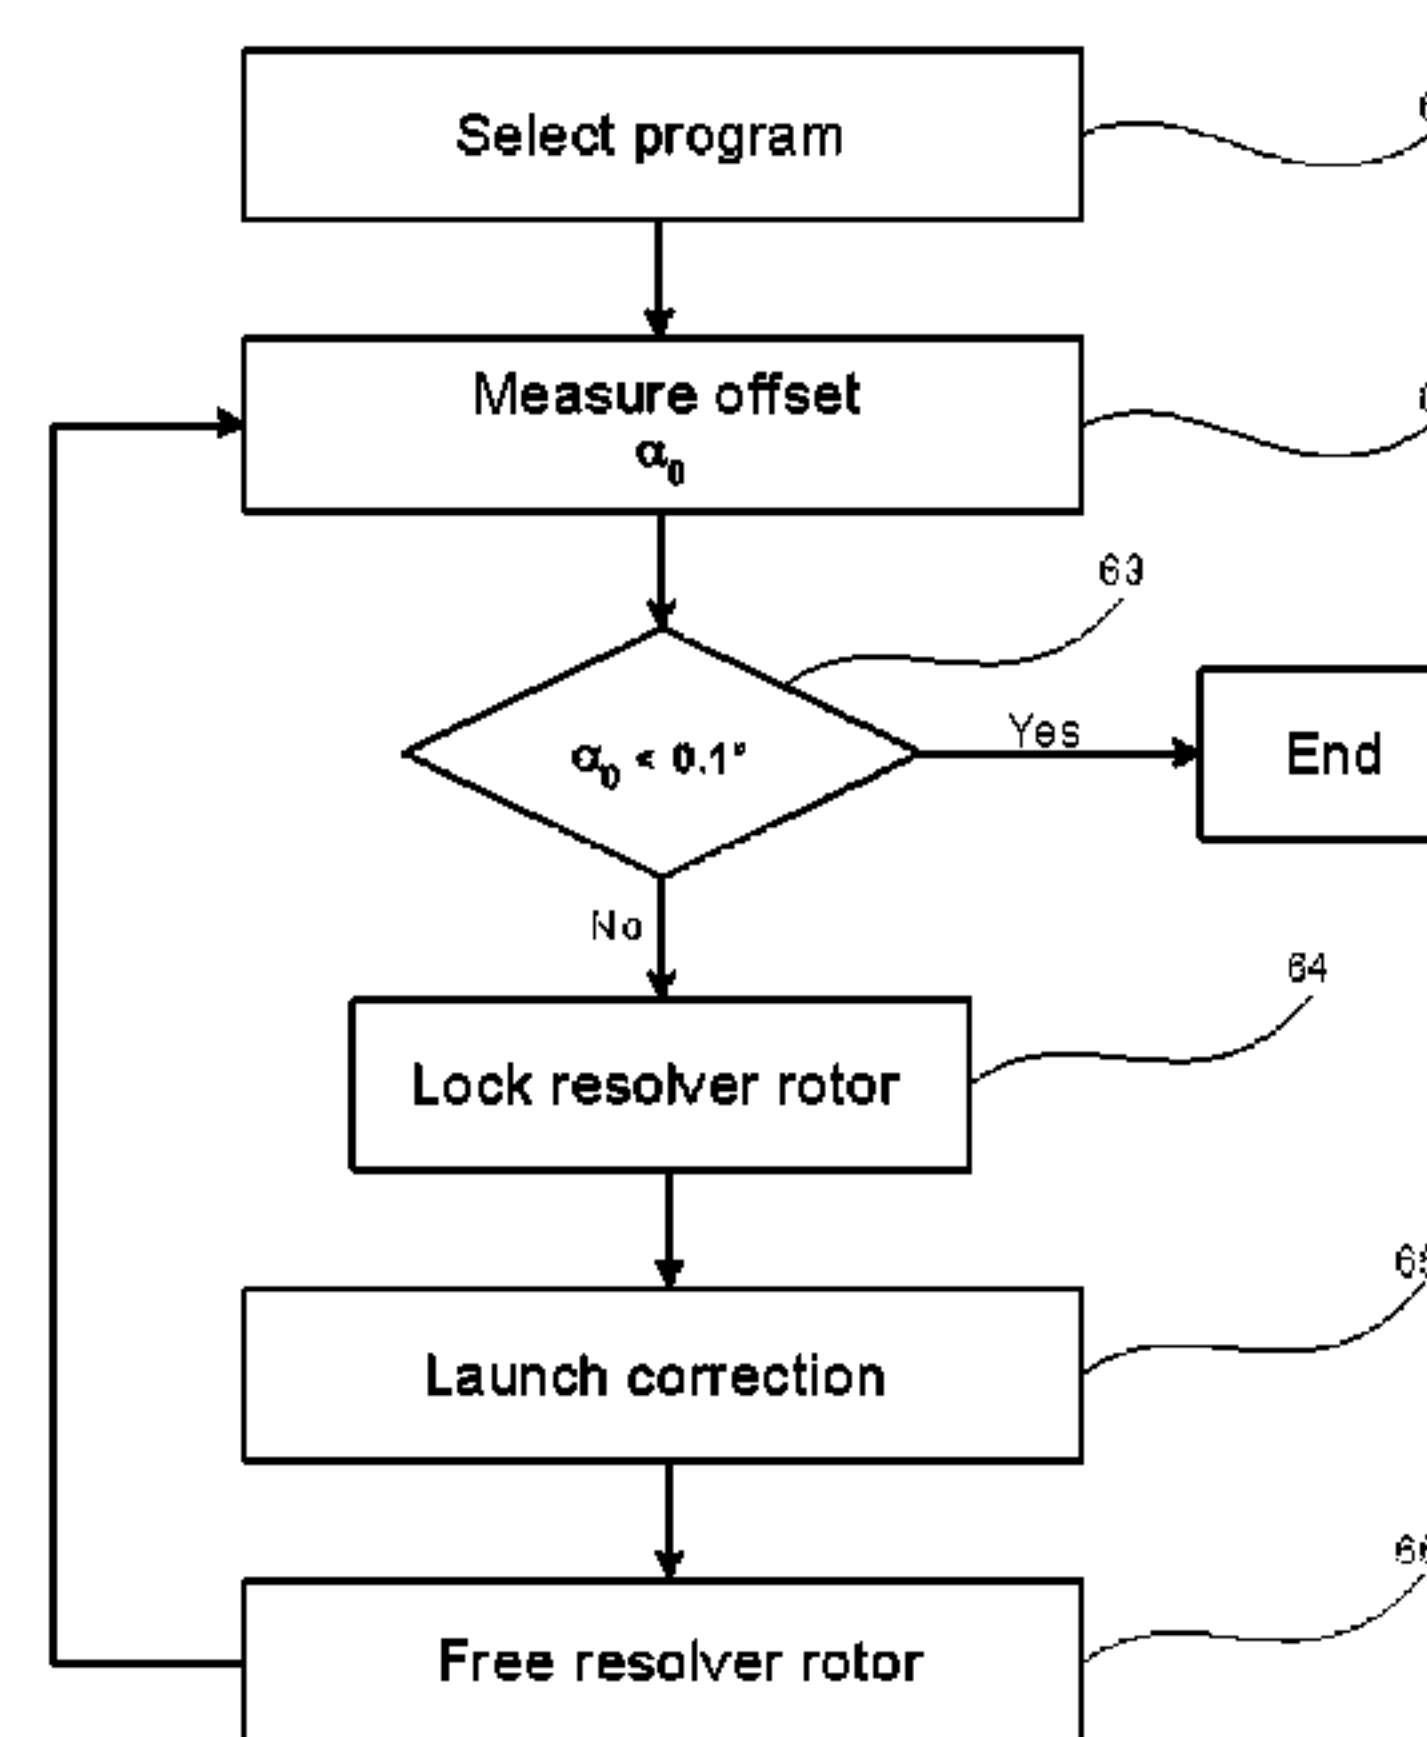 Select program
Measure offset
α₀
63
α₀ < 0.1°
Yes
End
No
64
Lock resolver rotor
Launch correction
Free resolver rotor